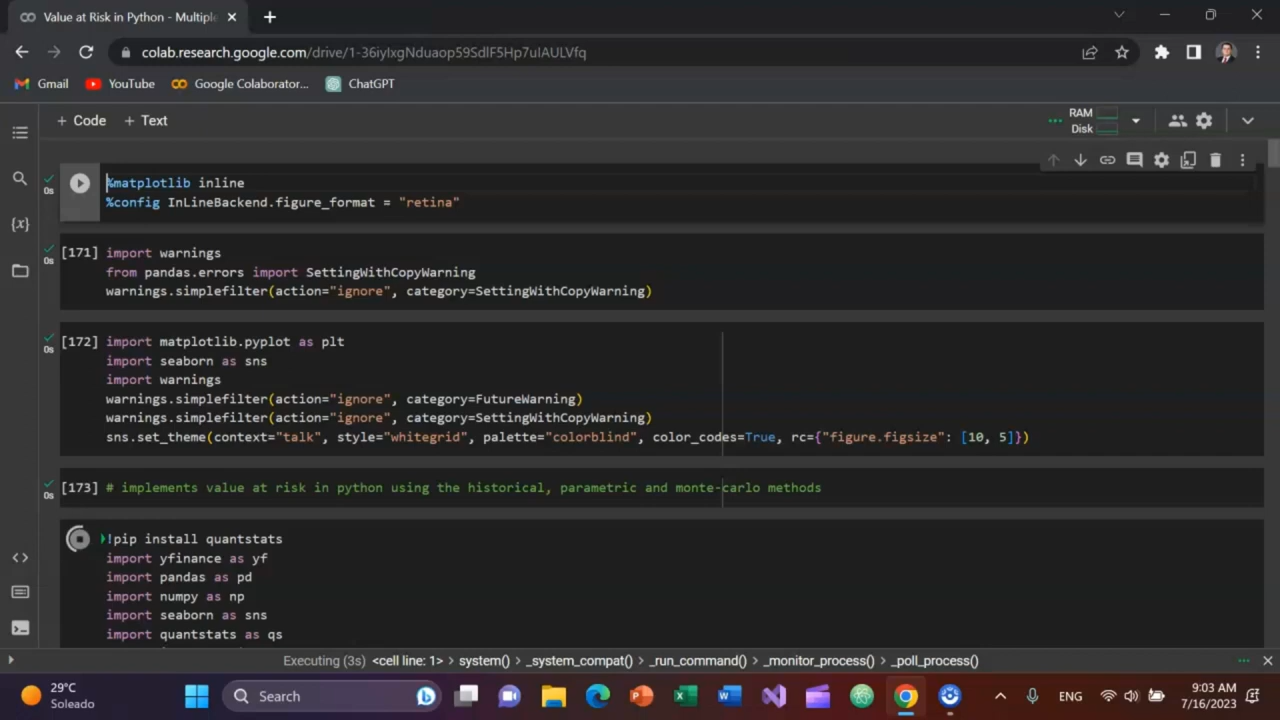 Value at Risk in Python - Multiple
colab.research.google.com/drive/
Gmail
YouTube
Google Colaborator...
ChatGPT
+ Code + Text
RAM
Disk
%matplotlib inline
0s
%config InLineBackend.figure_format = "retina"
[171] import warnings
0s
from pandas.errors import SettingWithCopyWarning
warnings.simplefilter(action="ignore", category=SettingWithCopyWarning)
[172] import matplotlib.pyplot as plt
0s
import seaborn as sns
import warnings
warnings.simplefilter(action="ignore", category=FutureWarning)
warnings.simplefilter(action="ignore", category=SettingWithCopyWarning)
sns.set_theme(context="talk", style="whitegrid", palette="colorblind", color_codes=True, rc={"figure.figsize": [10, 5]})
[173] # implements value at risk in python using the historical, parametric and monte-carlo methods
0s
!pip install quantstats
import yfinance as yf
import pandas as pd
import numpy as np
import seaborn as sns
import quantstats as qs
Executing (3s) <cell line: 1> system() _system_compat() _run_command() _monitor_process() _poll_process()
29°C
Soleado
Search
ENG
9:03 AM
7/16/2023